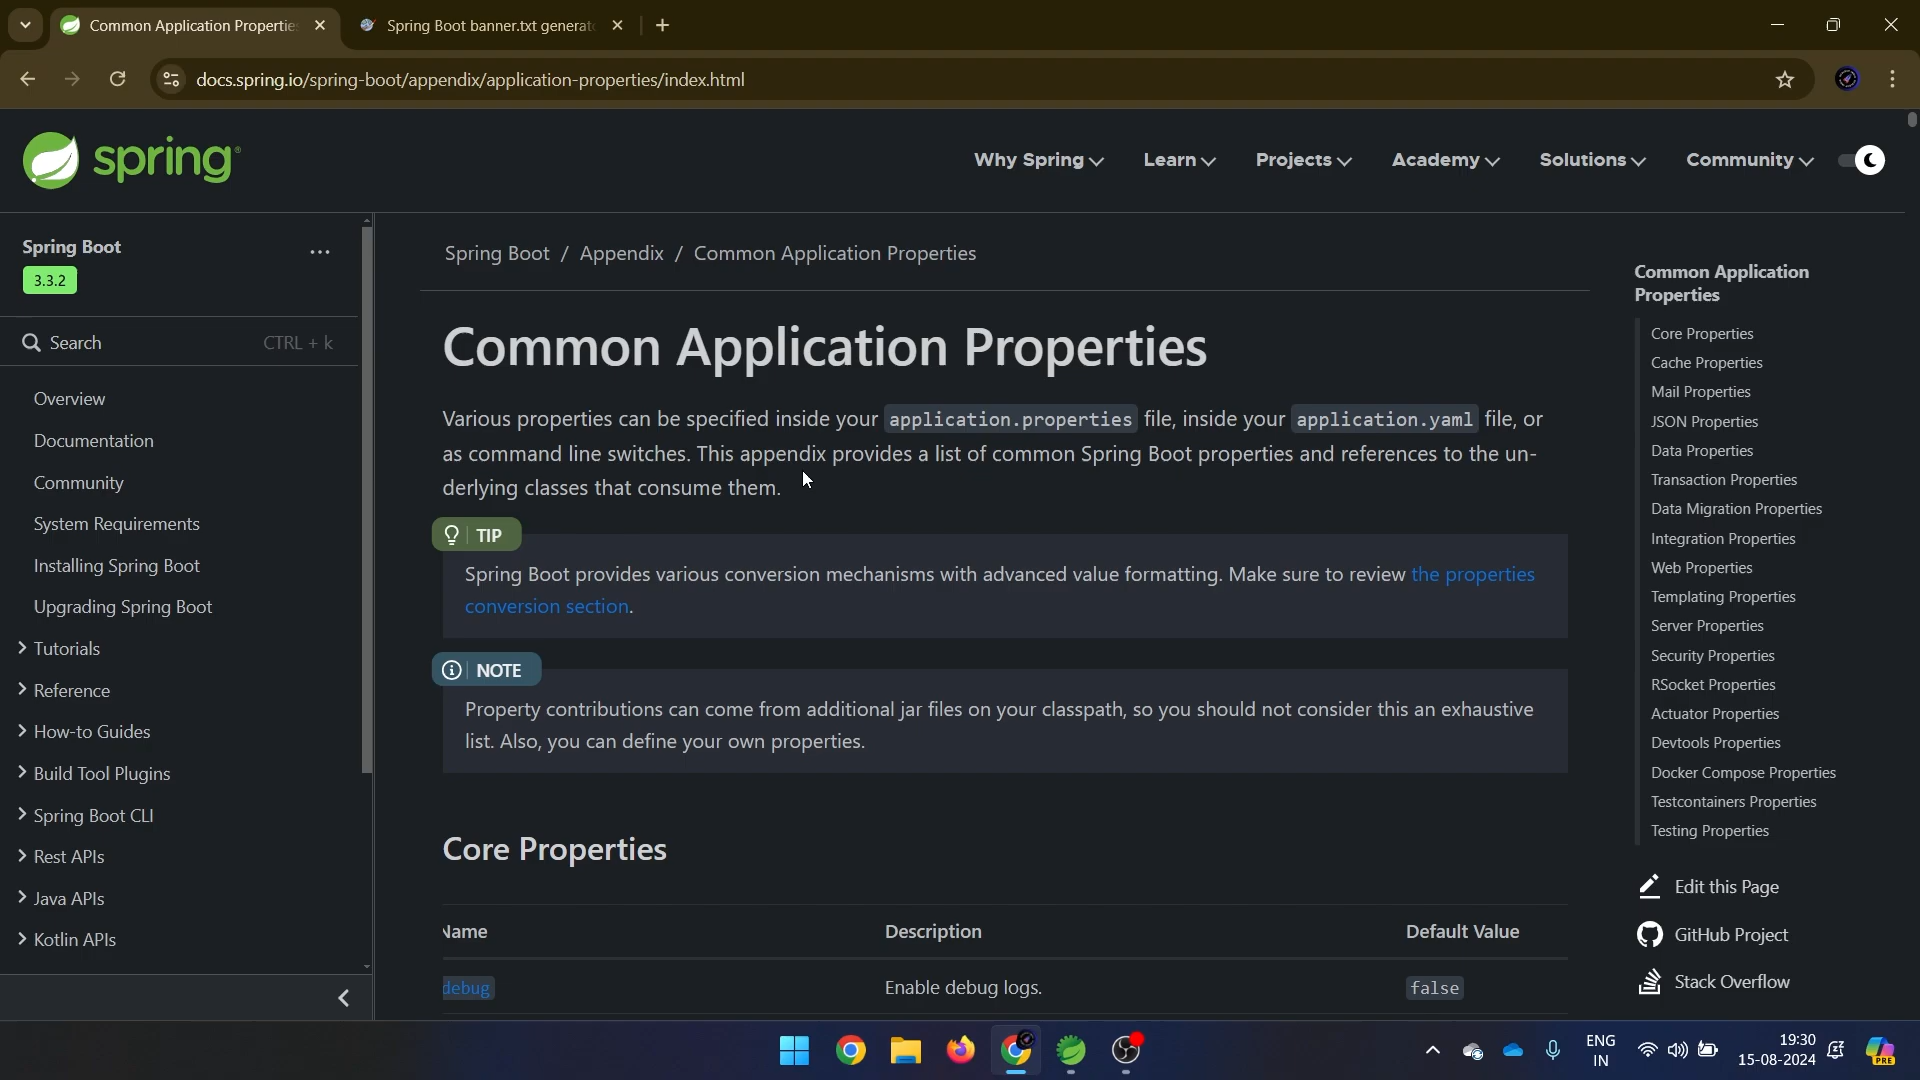 Common Application Propertie
Spring Boot banner.txt generat
docs.spring.io/spring-boot/appendix/application-properties/index.html
spring
Why Spring
Learn
Projects
Academy
Solutions
Community
Spring Boot
3.3.2
Search
CTRL + k
Overview
Documentation
Community
System Requirements
Installing Spring Boot
Upgrading Spring Boot
Tutorials
Reference
How-to Guides
Build Tool Plugins
Spring Boot CLI
Rest APIs
Java APIs
Kotlin APIs
Spring Boot / Appendix / Common Application Properties
Common Application Properties
Various properties can be specified inside your application.properties file, inside your application.yaml file, or
as command line switches. This appendix provides a list of common Spring Boot properties and references to the un-
derlying classes that consume them.
TIP
Spring Boot provides various conversion mechanisms with advanced value formatting. Make sure to review the properties
conversion section.
NOTE
Property contributions can come from additional jar files on your classpath, so you should not consider this an exhaustive
list. Also, you can define your own properties.
Core Properties
Name
Description
Default Value
debug
Enable debug logs.
false
Common Application
Properties
Core Properties
Cache Properties
Mail Properties
JSON Properties
Data Properties
Transaction Properties
Data Migration Properties
Integration Properties
Web Properties
Templating Properties
Server Properties
Security Properties
RSocket Properties
Actuator Properties
Devtools Properties
Docker Compose Properties
Testcontainers Properties
Testing Properties
Edit this Page
GitHub Project
Stack Overflow
ENG
IN
19:30
15-08-2024
PRE